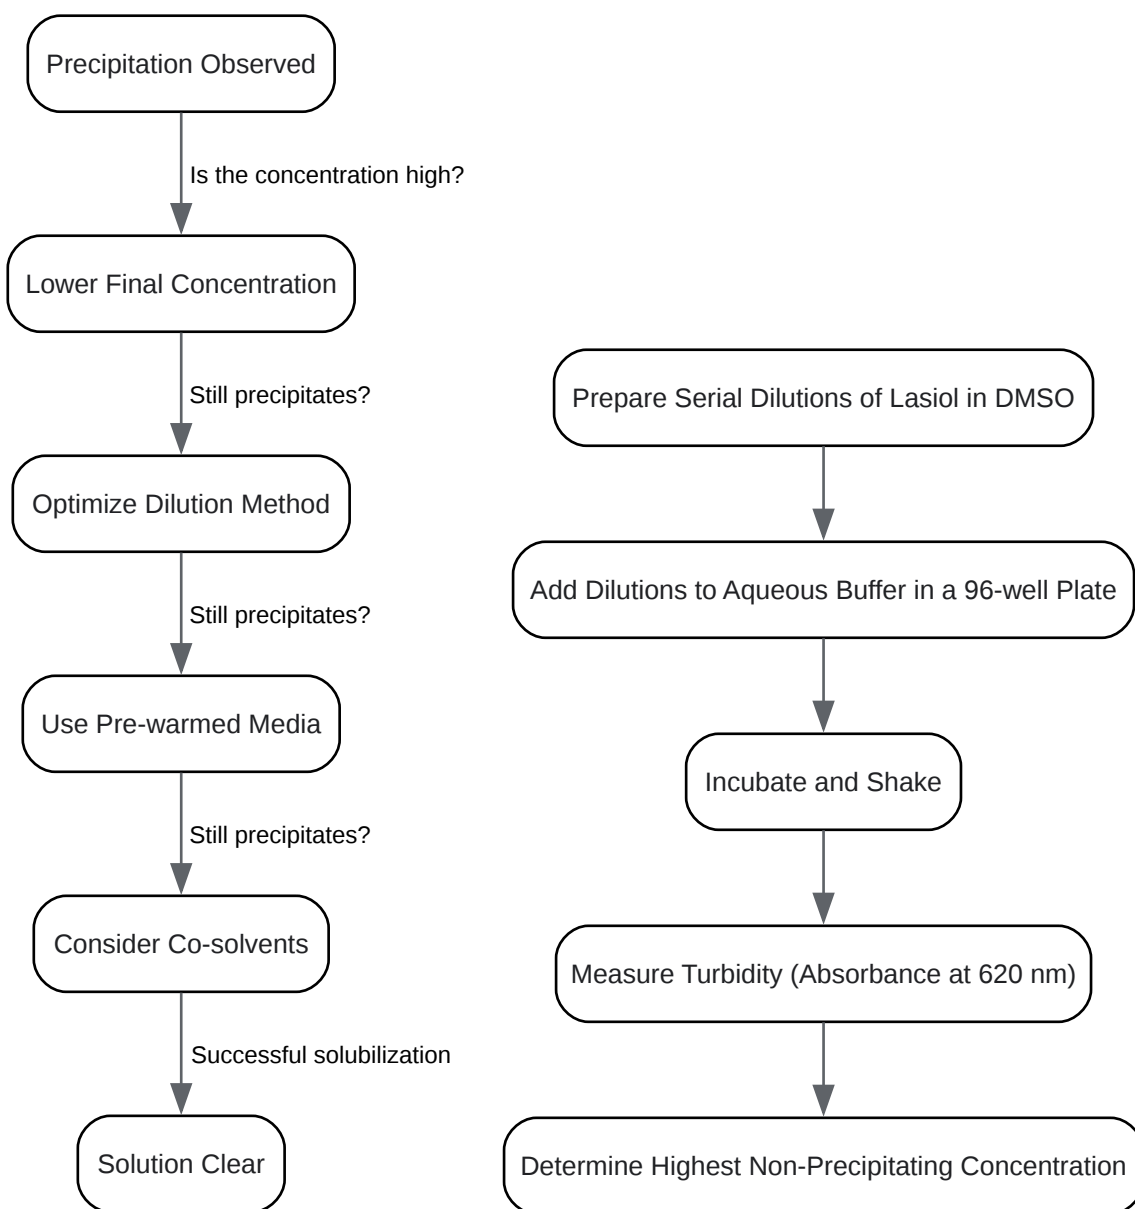 Precipitation Observed
Is the concentration high?
Lower Final Concentration
Still precipitates?
Optimize Dilution Method
Still precipitates?
Use Pre-warmed Media
Still precipitates?
Consider Co-solvents
Successful solubilization
Solution Clear
Prepare Serial Dilutions of Lasiol in DMSO
Add Dilutions to Aqueous Buffer in a 96-well Plate
Incubate and Shake
Measure Turbidity (Absorbance at 620 nm)
Determine Highest Non-Precipitating Concentration